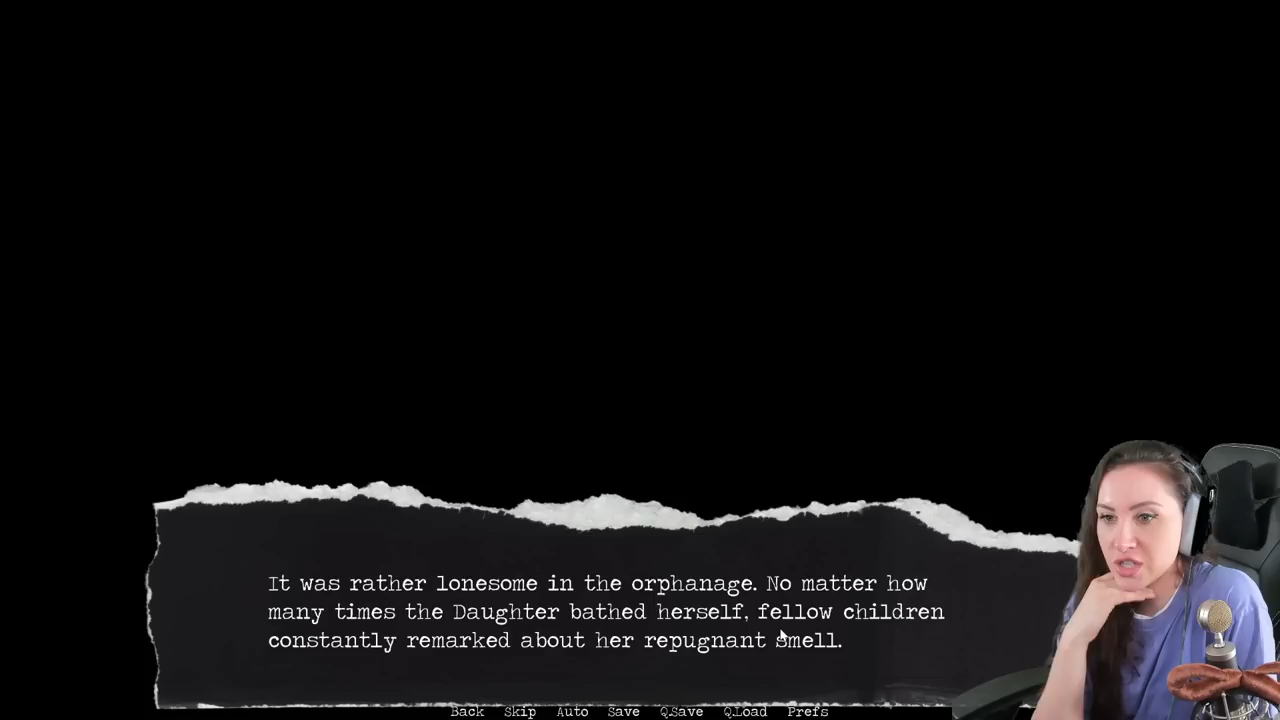 It was rather lonesome in the orphanage. No matter how
many times the Daughter bathed herself, fellow children
constantly remarked about her repugnant smell.
Back Skip Auto Save Q.Save Q.Load Prefs